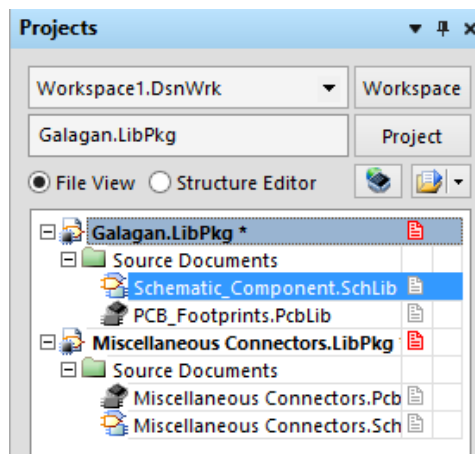 Projects
Workspace1.DsnWrk Workspace
Galagan.LibPkg Project
File View Structure Editor
Galagan.LibPkg *
Source Documents
Schematic_Component.SchLib
PCB_Footprints.PcbLib
Miscellaneous Connectors.LibPkg
Source Documents
Miscellaneous Connectors.Pcb
Miscellaneous Connectors.Sch